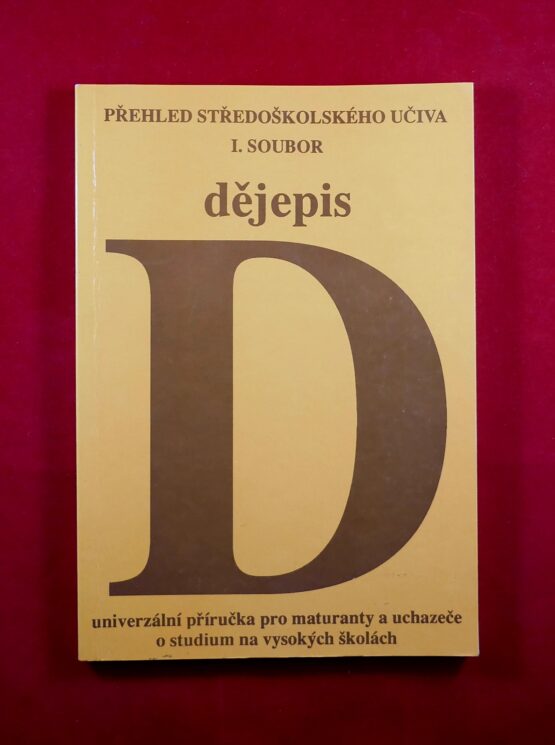 PŘEHLED STŘEDOŠKOLSKÉHO UČIVA
I. SOUBOR
dějepis
D
univerzální příručka pro maturanty a uchazeče
o studium na vysokých školách